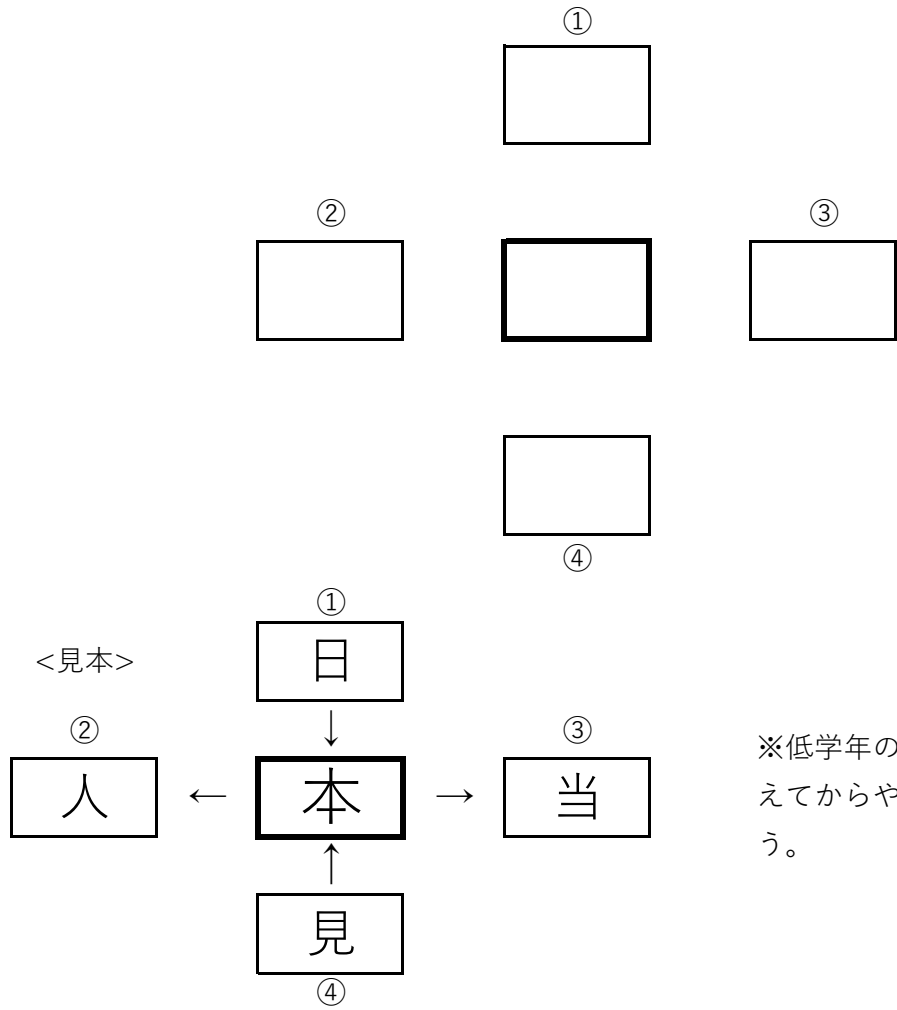 ①
② ③
④
①
<見本> 日
② ↓ ③
人 ← 本 → 当
↑
見
④
※低学年の
えてからや
う。